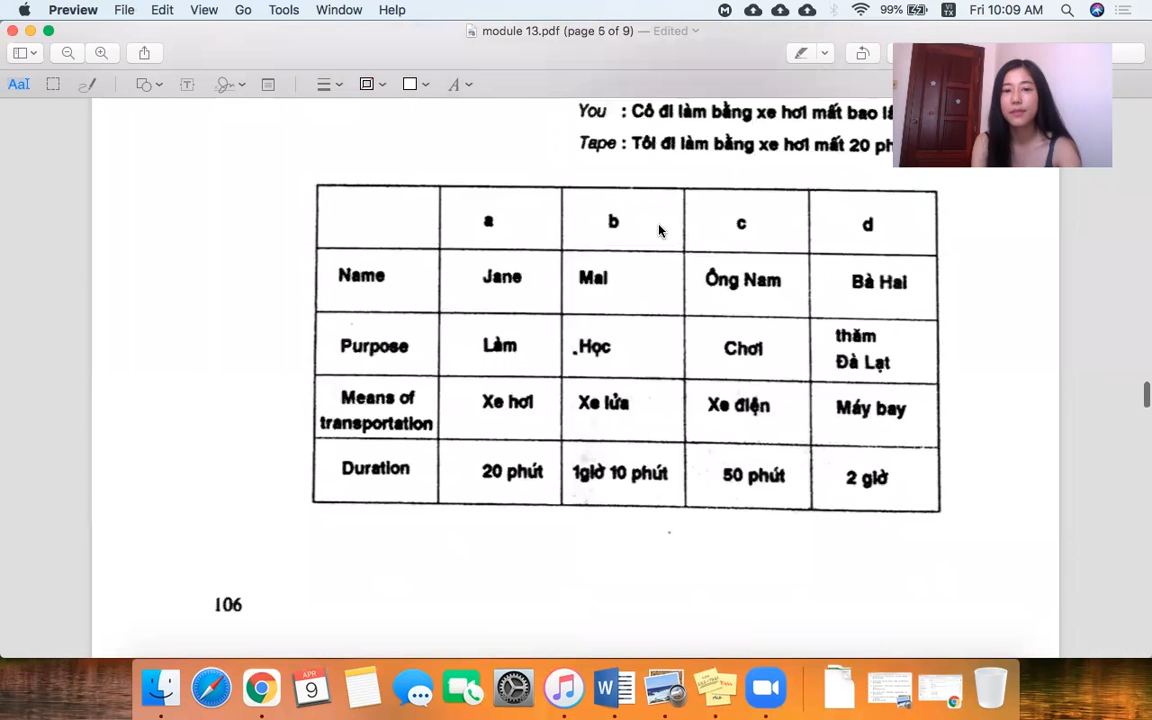 Preview File Edit View Go Tools Window Help 99% VI TX Fri 10:09 AM
module 13.pdf (page 5 of 9) — Edited
AaI T A
You : Cô đi làm bằng xe hơi mất bao
Tape : Tôi đi làm bằng xe hơi mất 20
a b c d
Name Jane Mai Ông Nam Bà Hai
Purpose Làm .Học Chơi thăm
Đà Lạt
Means of
transportation Xe hơi Xe lửa Xe điện Máy bay
Duration 20 phút 1giờ 10 phút 50 phút 2 giờ
106
APR
9
W